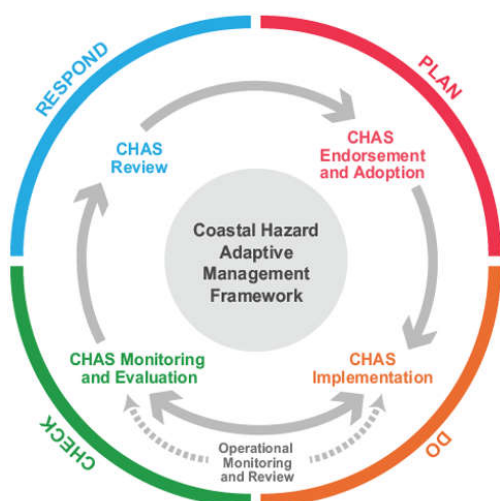 RESPOND
PLAN
CHAS
Review
CHAS
Endorsement
and Adoption
Coastal Hazard
Adaptive
Management
Framework
CHAS Monitoring
and Evaluation
CHAS
Implementation
Operational
Monitoring
and Review
CHECK
DO